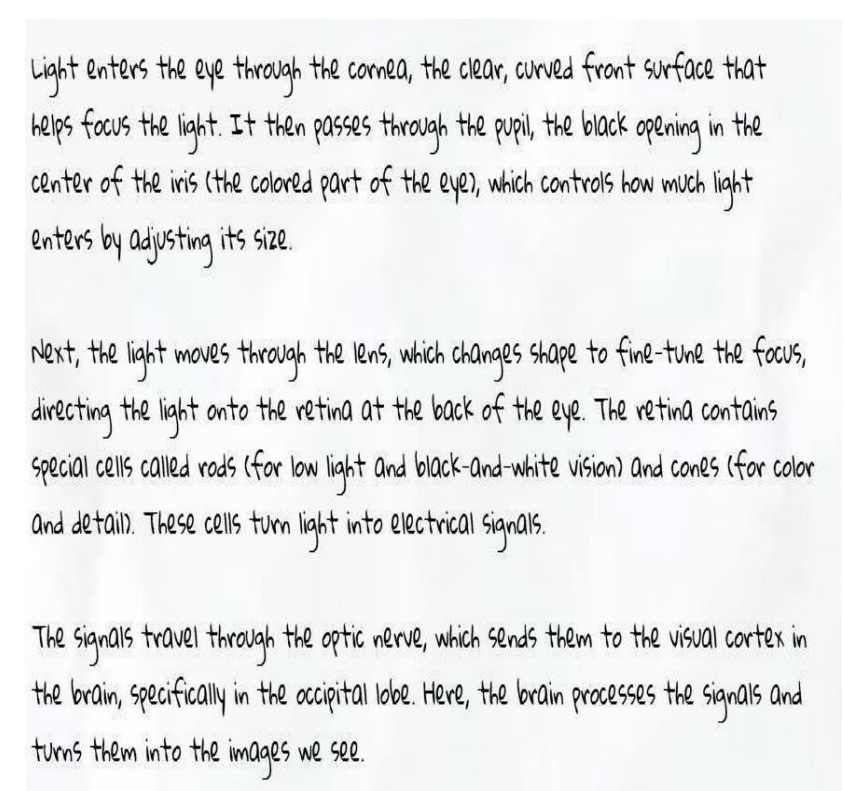 Light enters the eye through the cornea, the clear, curved front surface that
helps focus the light. It then passes through the pupil, the black opening in the
center of the iris (the colored part of the eye), which controls how much light
enters by adjusting its size.
Next, the light moves through the lens, which changes shape to fine-tune the focus,
directing the light onto the retina at the back of the eye. The retina contains
special cells called rods (for low light and black-and-white vision) and cones (for color
and detail). These cells turn light into electrical signals.
The signals travel through the optic nerve, which sends them to the visual cortex in
the brain, specifically in the occipital lobe. Here, the brain processes the signals and
turns them into the images we see.